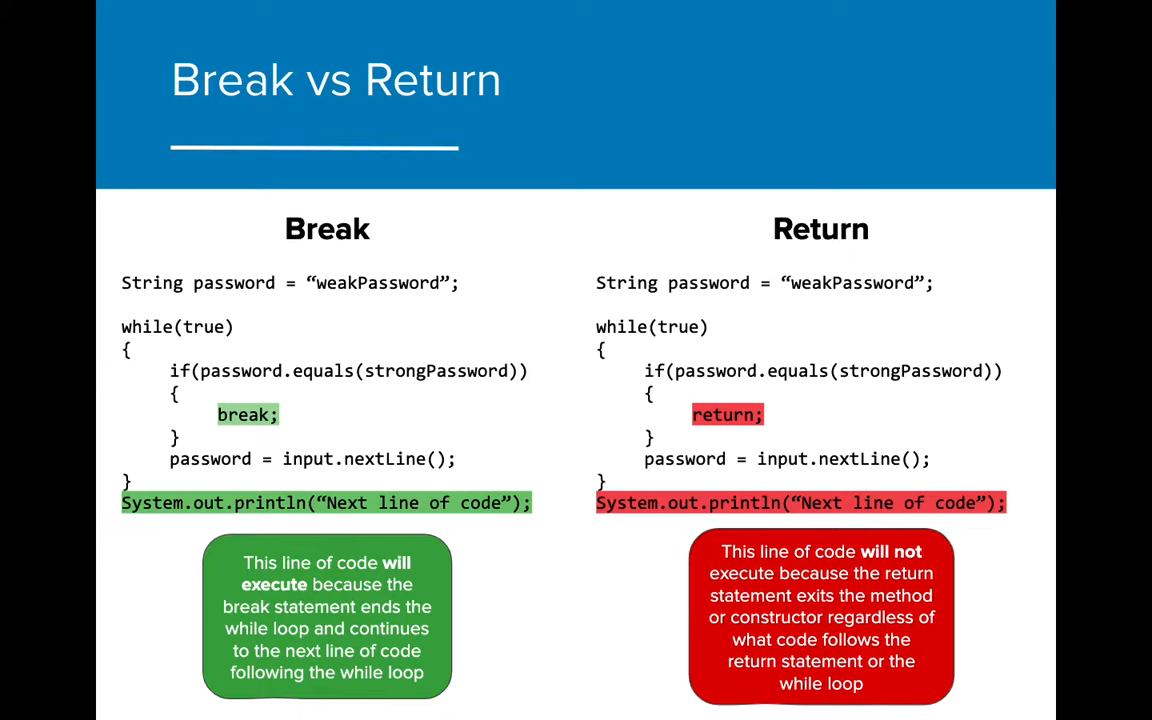 Break vs Return
Break
String password = “weakPassword”;
while(true)
{
if(password.equals(strongPassword))
{
break;
}
password = input.nextLine();
}
System.out.println(“Next line of code”);
This line of code will
execute because the
break statement ends the
while loop and continues
to the next line of code
following the while loop
Return
String password = “weakPassword”;
while(true)
{
if(password.equals(strongPassword))
{
return;
}
password = input.nextLine();
}
System.out.println(“Next line of code”);
This line of code will not
execute because the return
statement exits the method
or constructor regardless of
what code follows the
return statement or the
while loop